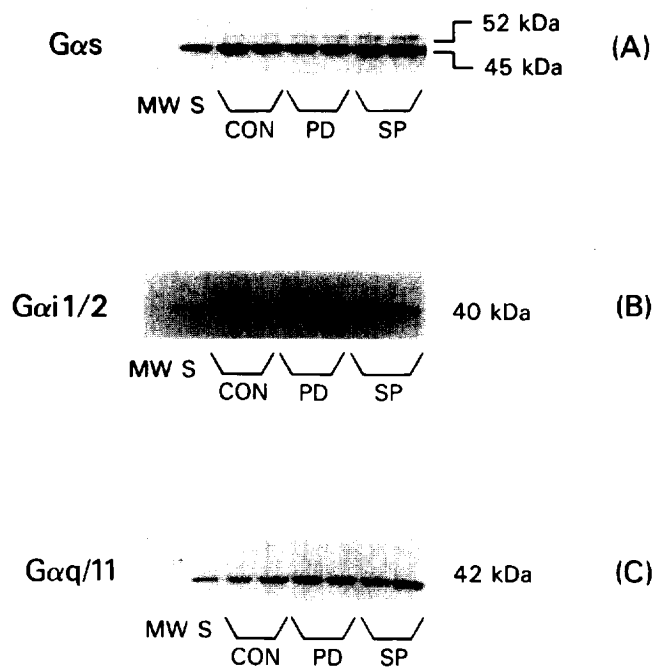 Gαs
52 kDa
45 kDa
(A)
MW S
CON PD SP
Gαi1/2
40 kDa
(B)
MW S
CON PD SP
Gαq/11
42 kDa
(C)
MW S
CON PD SP